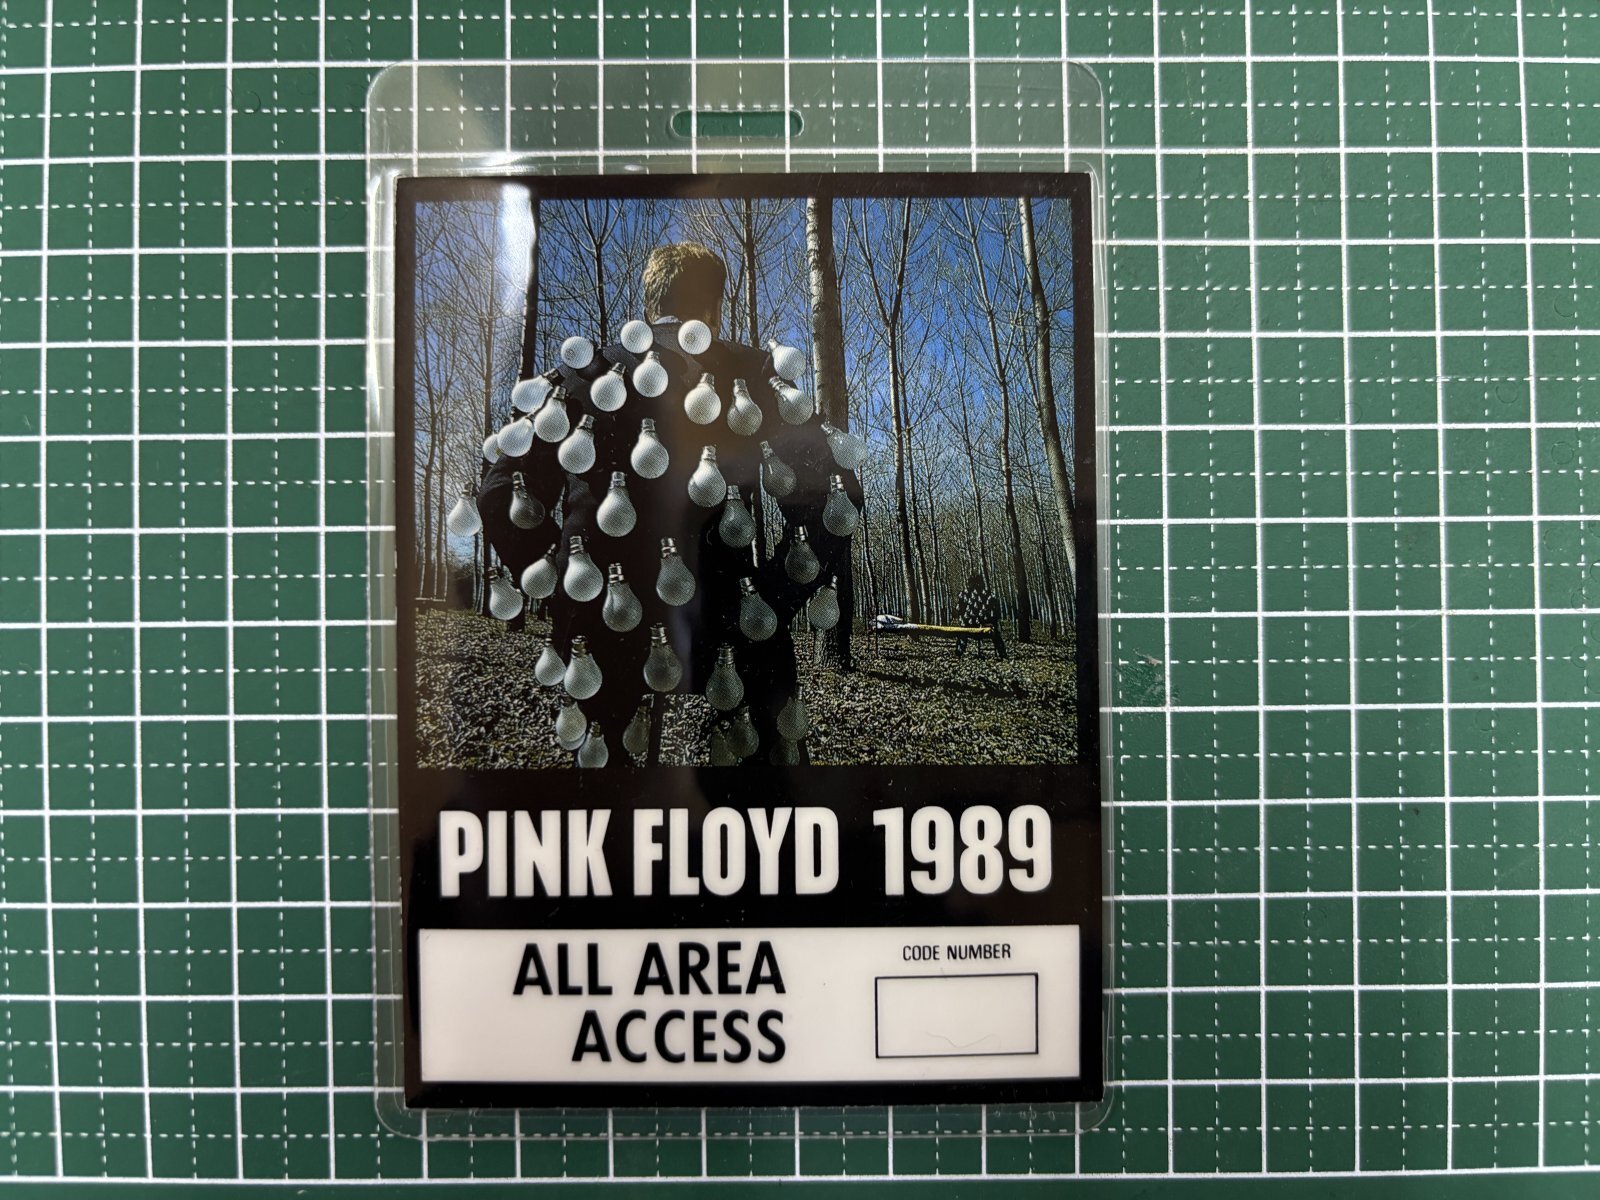 PINK FLOYD 1989
ALL AREA
ACCESS
CODE NUMBER